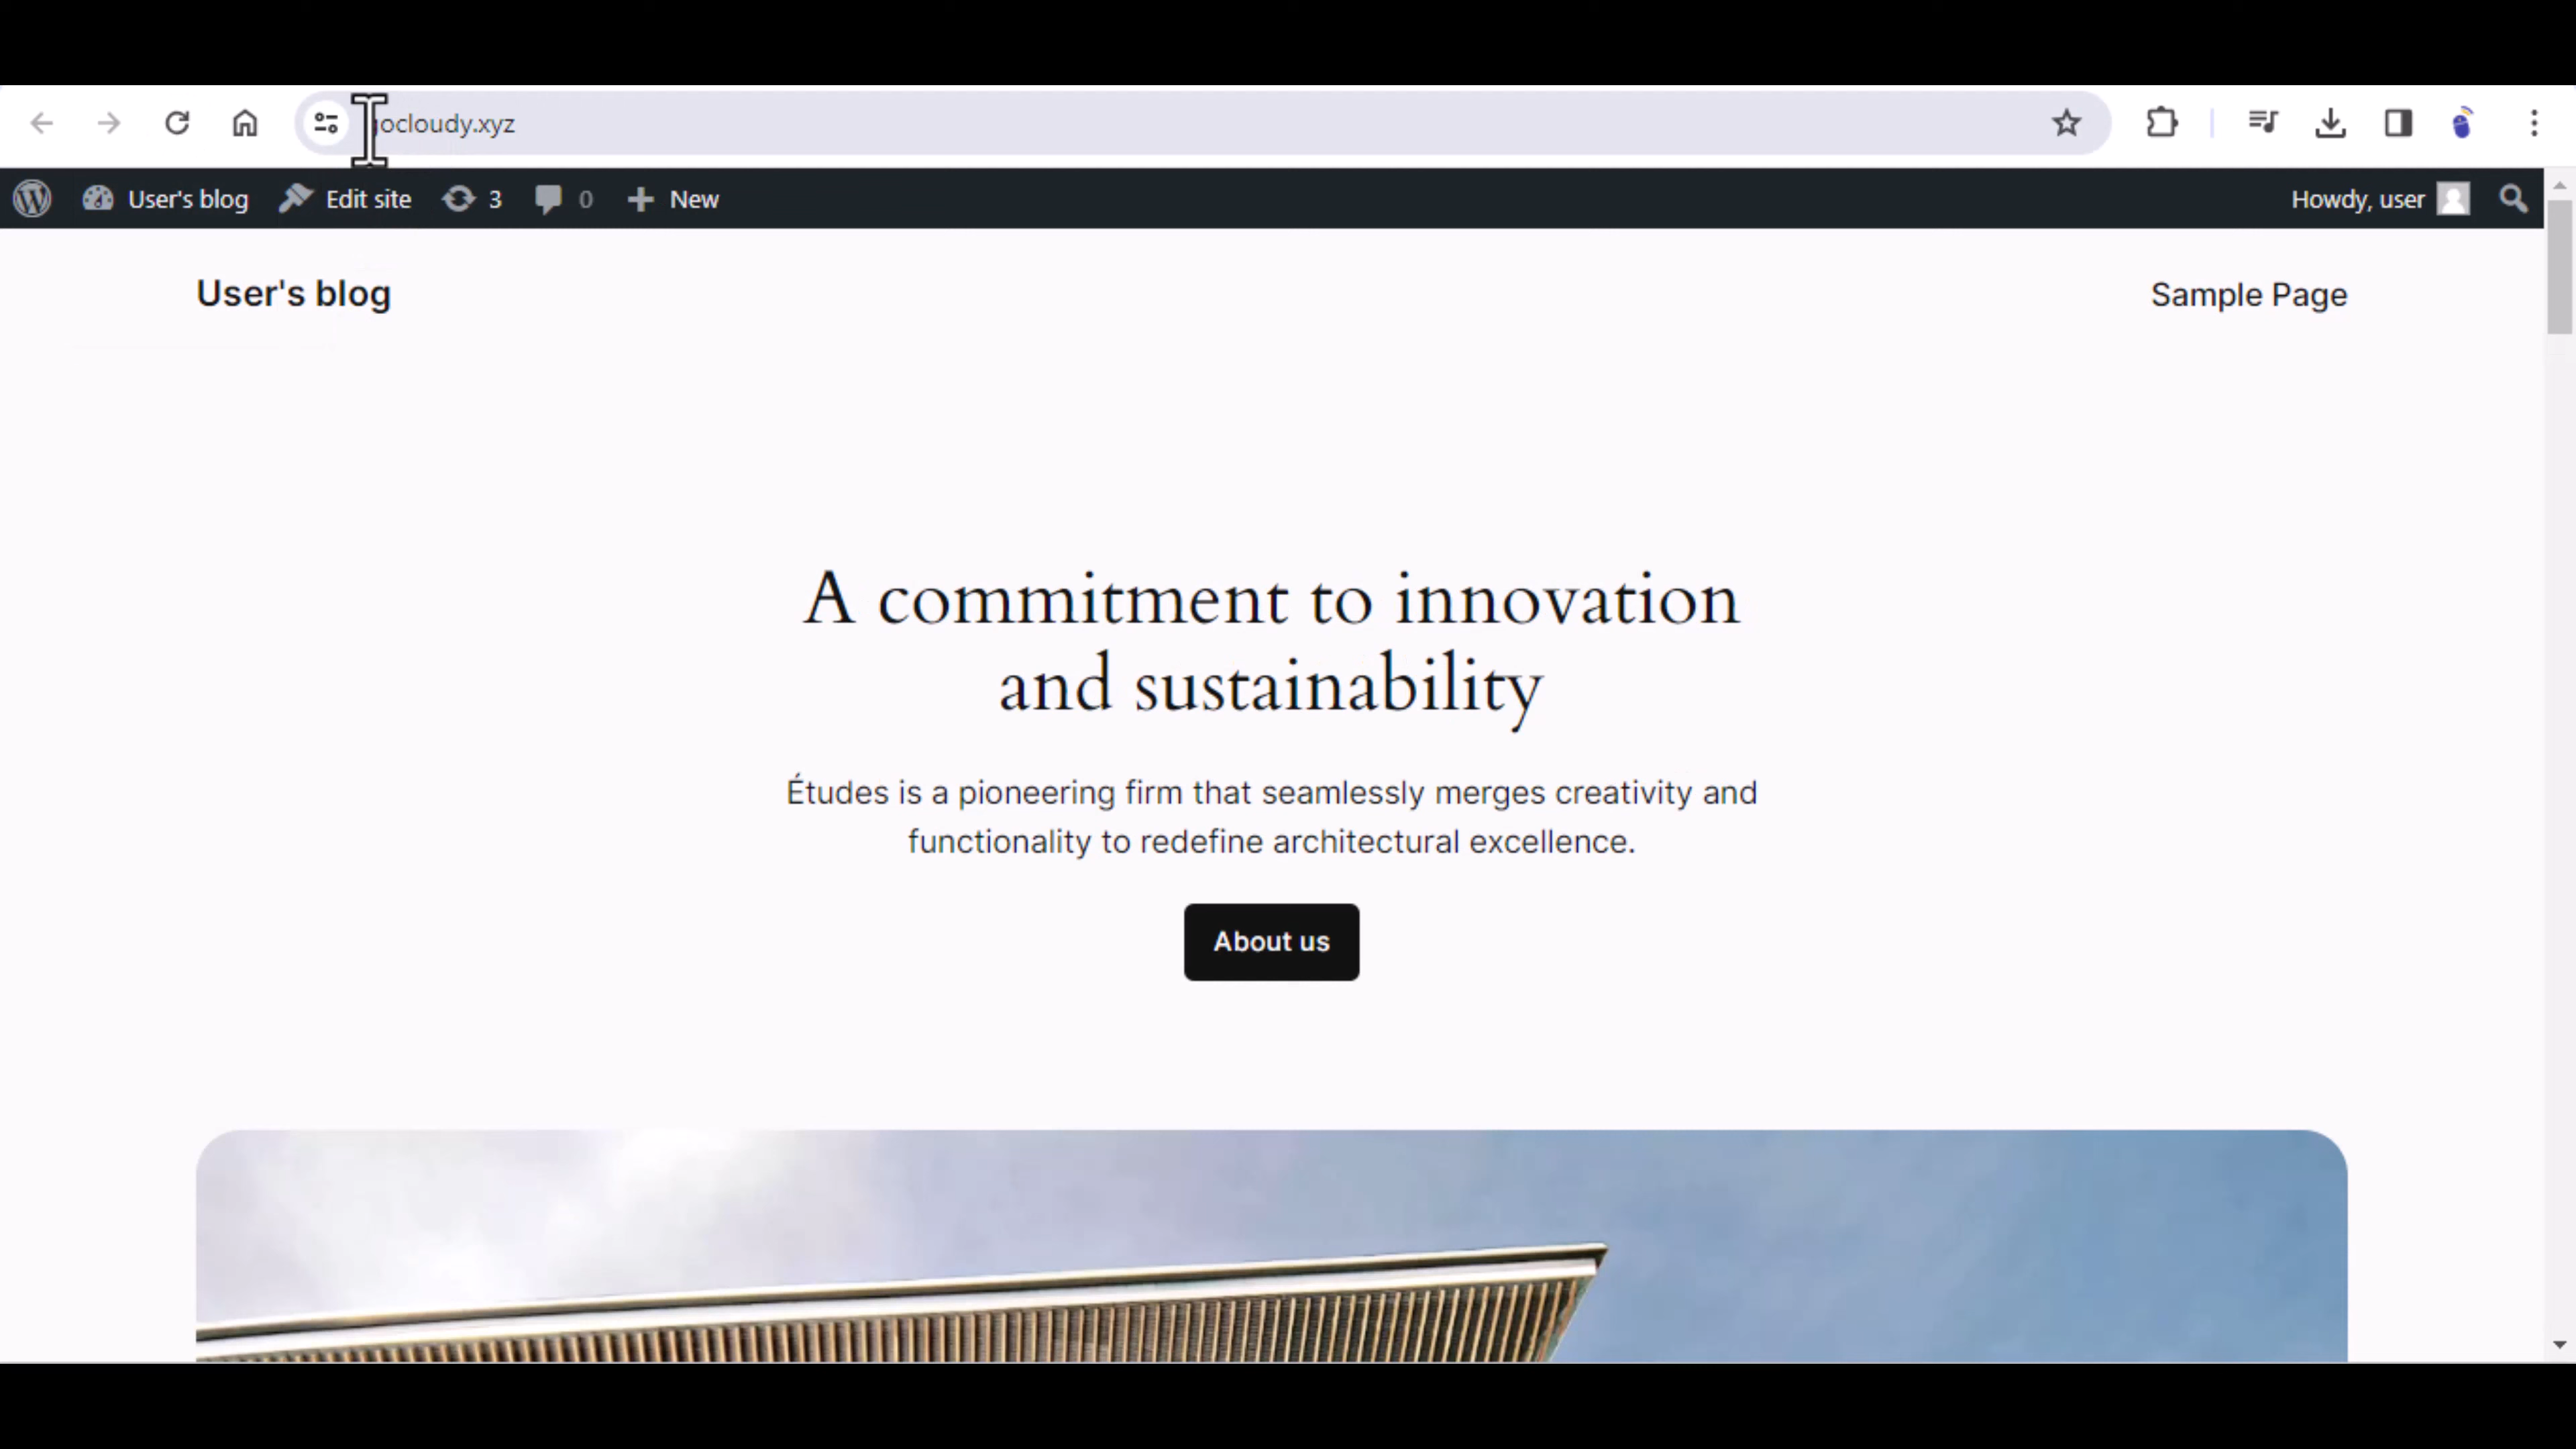 ocloudy.xyz
User's blog Edit site 3 0 New Howdy, user
User's blog Sample Page
A commitment to innovation
and sustainability
Études is a pioneering firm that seamlessly merges creativity and
functionality to redefine architectural excellence.
About us